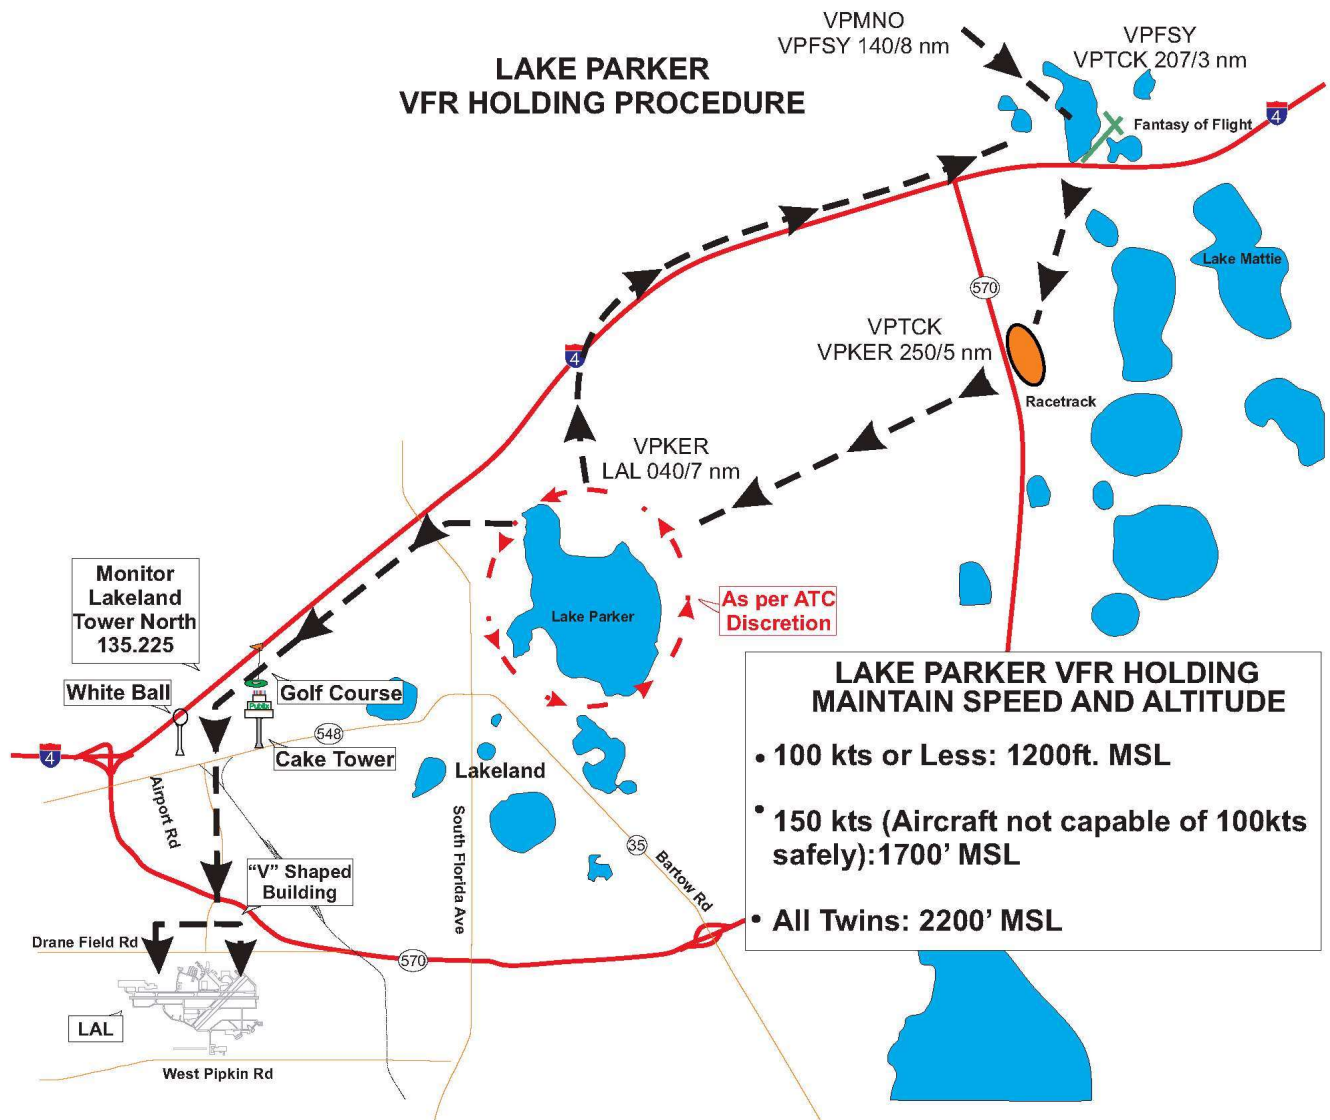 VPMNO
VPFSY 140/8 nm
VPFSY
VPTCK 207/3 nm
LAKE PARKER
VFR HOLDING PROCEDURE
4
Fantasy of Flight
Lake Mattie
570
VPTCK
VPKER 250/5 nm
4
Racetrack
VPKER
LAL 040/7 nm
Monitor
Lakeland
Tower North
135.225
As per ATC
Discretion
Lake Parker
White Ball
Golf Course
Publix
Cake Tower
548
4
Lakeland
Airport Rd
South Florida Ave
35
Bartow Rd
“V” Shaped
Building
Drane Field Rd
570
LAL
West Pipkin Rd
LAKE PARKER VFR HOLDING
MAINTAIN SPEED AND ALTITUDE
• 100 kts or Less: 1200ft. MSL
• 150 kts (Aircraft not capable of 100kts
safely):1700’ MSL
• All Twins: 2200’ MSL